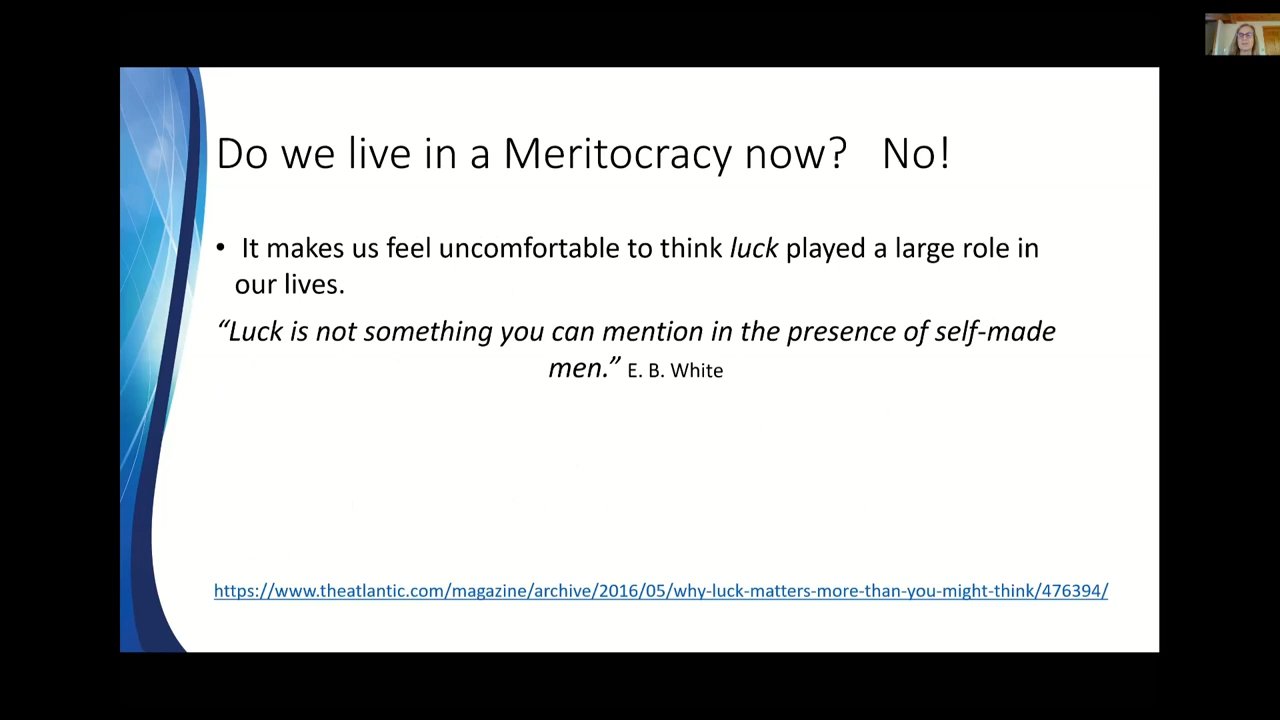 Do we live in a Meritocracy now? No!
• It makes us feel uncomfortable to think luck played a large role in
our lives.
“Luck is not something you can mention in the presence of self-made
men.” E. B. White
https://www.theatlantic.com/magazine/archive/2016/05/why-luck-matters-more-than-you-might-think/476394/